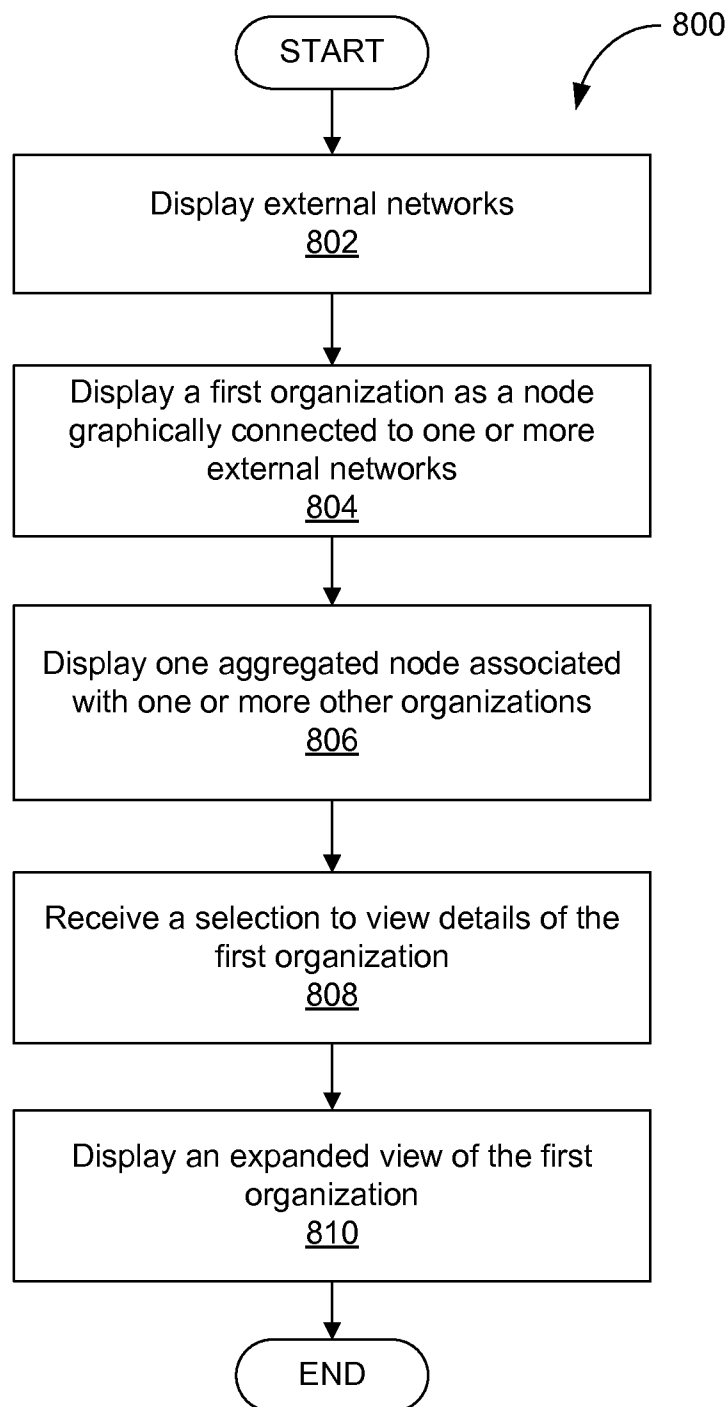 START
800
Display external networks
802
Display a first organization as a node
graphically connected to one or more
external networks
804
Display one aggregated node associated
with one or more other organizations
806
Receive a selection to view details of the
first organization
808
Display an expanded view of the first
organization
810
END